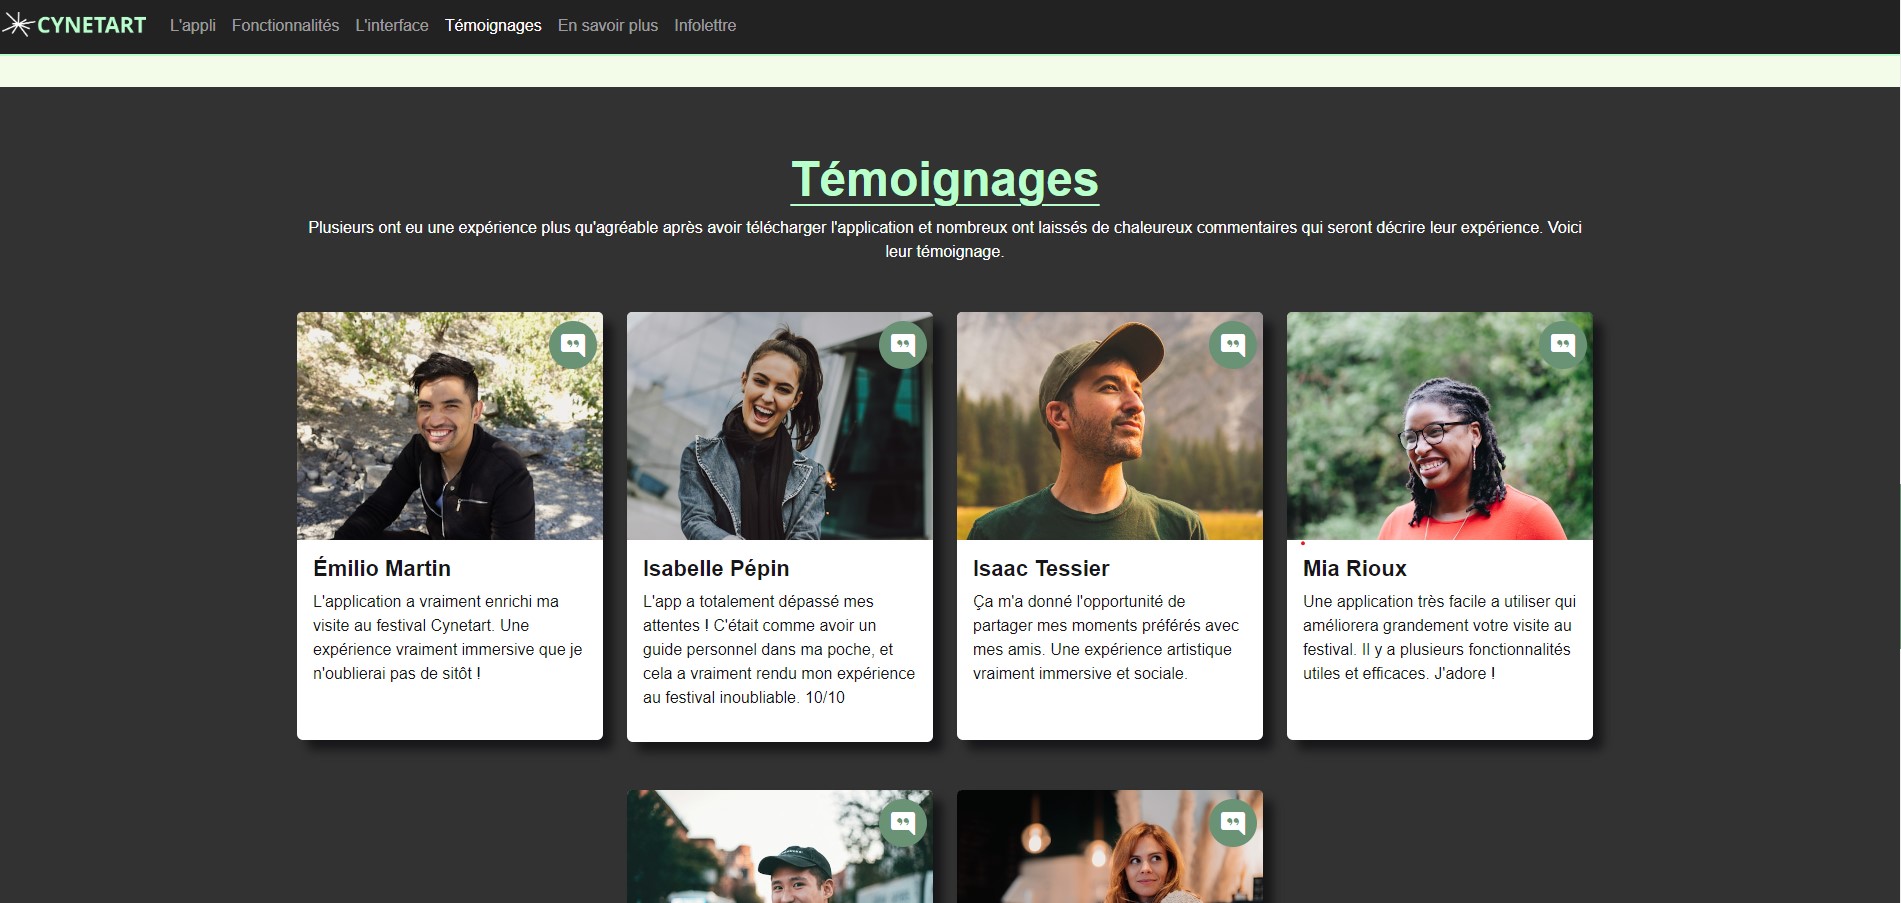 CYNETART L'appli Fonctionnalités L'interface Témoignages En savoir plus Infolettre
Témoignages
Plusieurs ont eu une expérience plus qu'agréable après avoir télécharger l'application et nombreux ont laissés de chaleureux commentaires qui seront décrire leur expérience. Voici
leur témoignage.
Émilio Martin
L'application a vraiment enrichi ma
visite au festival Cynetart. Une
expérience vraiment immersive que je
n'oublierai pas de sitôt !
Isabelle Pépin
L'app a totalement dépassé mes
attentes ! C'était comme avoir un
guide personnel dans ma poche, et
cela a vraiment rendu mon expérience
au festival inoubliable. 10/10
Isaac Tessier
Ça m'a donné l'opportunité de
partager mes moments préférés avec
mes amis. Une expérience artistique
vraiment immersive et sociale.
Mia Rioux
Une application très facile a utiliser qui
améliorera grandement votre visite au
festival. Il y a plusieurs fonctionnalités
utiles et efficaces. J'adore !